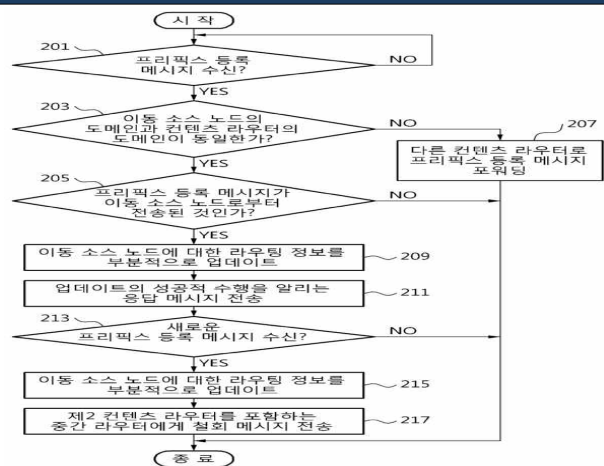 시 작
201
프리픽스 등록
메시지 수신?
NO
YES
203
이동 소스 노드의
도메인과 컨텐츠 라우터의
도메인이 동일한가?
NO
207
다른 컨텐츠 라우터로
프리픽스 등록 메시지
포워딩
YES
205
프리픽스 등록 메시지가
이동 소스 노드로부터
전송된 것인가?
NO
YES
이동 소스 노드에 대한 라우팅 정보를
부분적으로 업데이트
209
업데이트의 성공적 수행을 알리는
응답 메시지 전송
211
213
새로운
프리픽스 등록 메시지 수신?
NO
YES
이동 소스 노드에 대한 라우팅 정보를
부분적으로 업데이트
215
제2 컨텐츠 라우터를 포함하는
중간 라우터에게 철회 메시지 전송
217
종 료